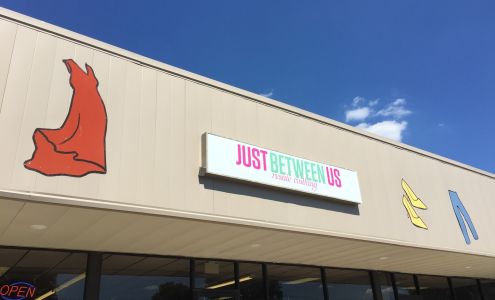 JUST BETWEEN US
resale clothing
OPEN